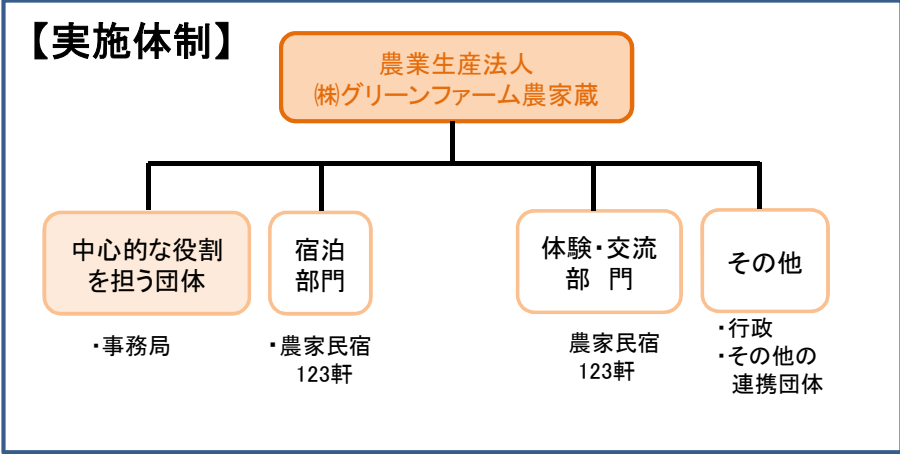 【実施体制】
農業生産法人
㈱グリーンファーム農家蔵
中心的な役割
を担う団体
・事務局
宿泊
部門
・農家民宿
123軒
体験・交流
部 門
農家民宿
123軒
その他
・行政
・その他の
連携団体